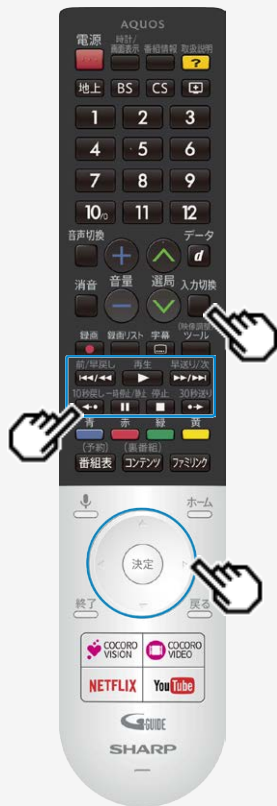 AQUOS
電源 時計/画面表示 番組情報 取扱説明
?
地上 BS CS
1 2 3
4 5 6
7 8 9
10/0 11 12
音声切換 データ
d
音量 選局
消音 入力切換
(映像調整)
録画 録画リスト 字幕 ツール
前/早戻し 再生 早送り/次
10秒戻し 一時停止/静止 停止 30秒送り
青 赤 緑 黄
(予約) (裏番組)
番組表 コンテンツ ファミリンク
ホーム
決定
終了 戻る
COCORO VISION COCORO VIDEO
NETFLIX YouTube
G GUIDE
SHARP